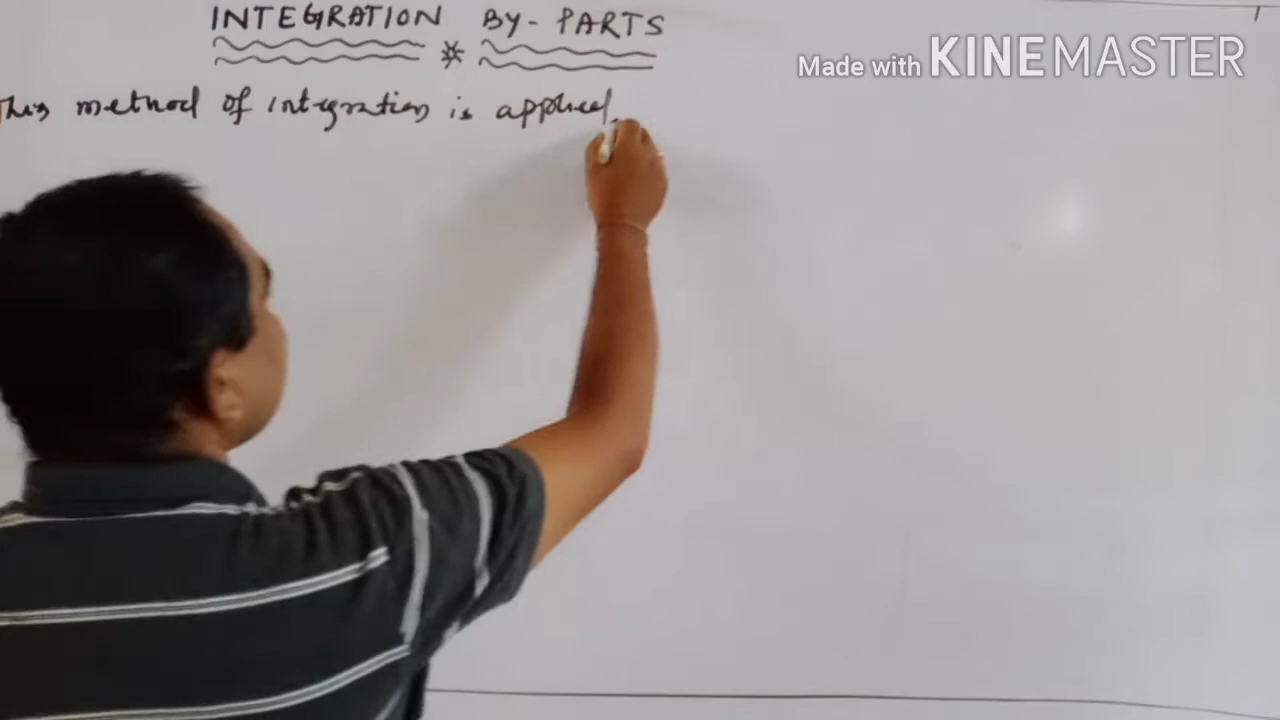 INTEGRATION BY-PARTS
Made with KINEMASTER
This method of integration is applied